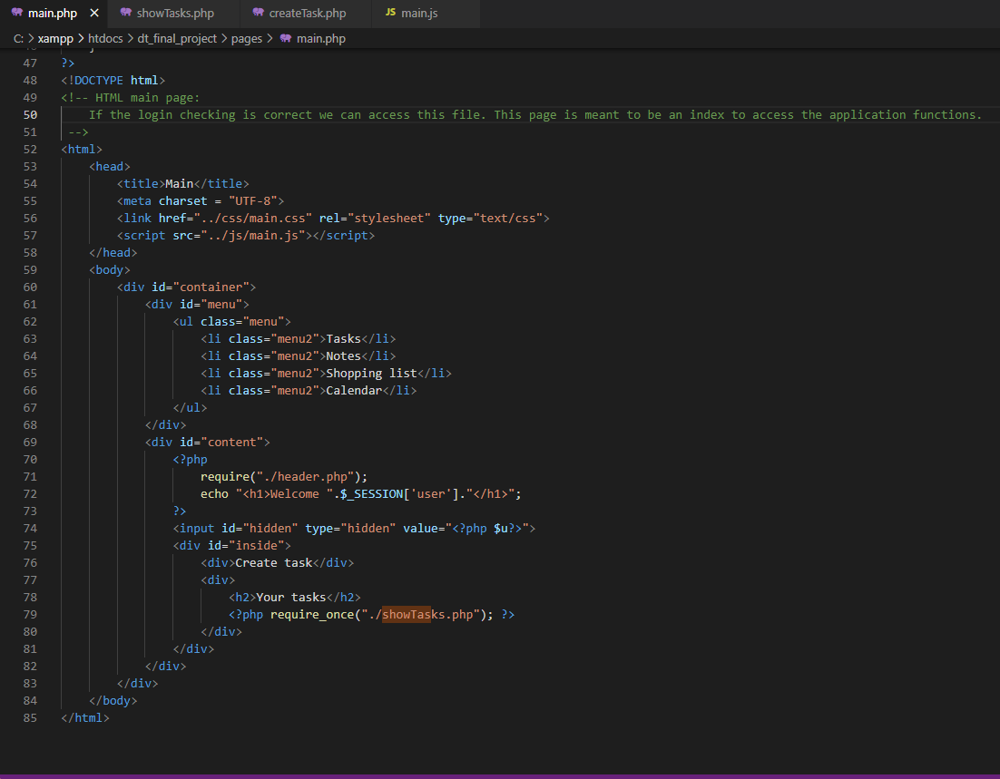 main.php × showTasks.php createTask.php JS main.js
C: > xampp > htdocs > dt_final_project > pages > main.php
47 ?>
48 <!DOCTYPE html>
49 <!-- HTML main page:
50     If the login checking is correct we can access this file. This page is meant to be an index to access the application functions.
51  -->
52 <html>
53     <head>
54         <title>Main</title>
55         <meta charset = "UTF-8">
56         <link href="../css/main.css" rel="stylesheet" type="text/css">
57         <script src="../js/main.js"></script>
58     </head>
59     <body>
60         <div id="container">
61             <div id="menu">
62                 <ul class="menu">
63                     <li class="menu2">Tasks</li>
64                     <li class="menu2">Notes</li>
65                     <li class="menu2">Shopping list</li>
66                     <li class="menu2">Calendar</li>
67                 </ul>
68             </div>
69             <div id="content">
70                 <?php
71                     require("./header.php");
72                     echo "<h1>Welcome ".$_SESSION['user']."</h1>";
73                 ?>
74                 <input id="hidden" type="hidden" value="<?php $u?>">
75                 <div id="inside">
76                     <div>Create task</div>
77                     <div>
78                         <h2>Your tasks</h2>
79                         <?php require_once("./showTasks.php"); ?>
80                     </div>
81                 </div>
82             </div>
83         </div>
84     </body>
85 </html>